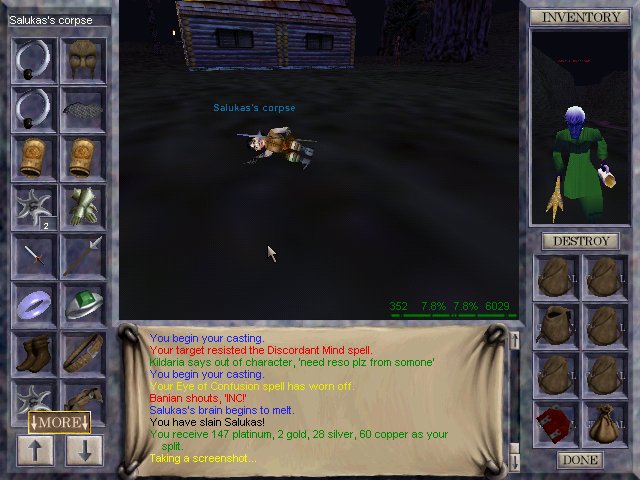 Salukas's corpse
INVENTORY
Salukas's corpse
DESTROY
2
352 7.8% 7.8% 6029
You begin your casting.
Your target resisted the Discordant Mind spell.
Kildaria says out of character, 'need reso plz from somone'
You begin your casting.
Your Eye of Confusion spell has worn off.
Banian shouts, 'INC!'
Salukas's brain begins to melt.
You have slain Salukas!
You receive 147 platinum, 2 gold, 28 silver, 60 copper as your
split.
Taking a screenshot...
MORE
DONE